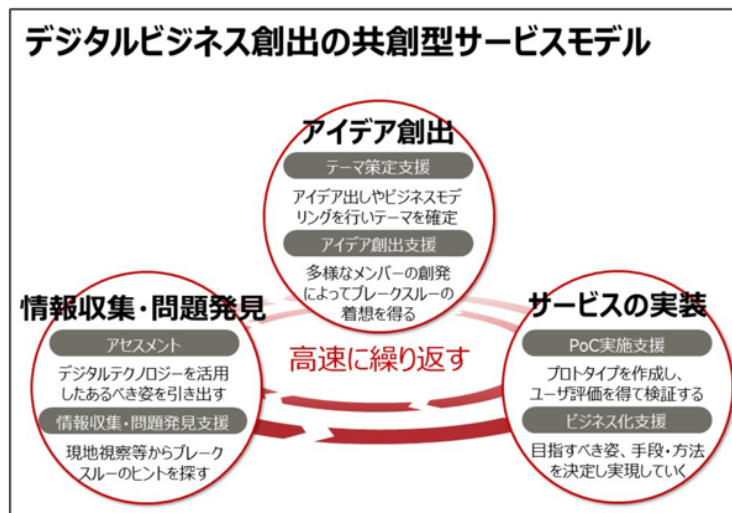 デジタルビジネス創出の共創型サービスモデル
アイデア創出
テーマ策定支援
アイデア出しやビジネスモデ
リングを行いテーマを確定
アイデア創出支援
多様なメンバーの創発
によってブレークスルーの
着想を得る
情報収集・問題発見
アセスメント
デジタルテクノロジーを活用
したあるべき姿を引き出す
情報収集・問題発見支援
現地視察等からブレーク
スルーのヒントを探す
高速に繰り返す
サービスの実装
PoC実施支援
プロトタイプを作成し、
ユーザ評価を得て検証する
ビジネス化支援
目指すべき姿、手段・方法
を決定し実現していく